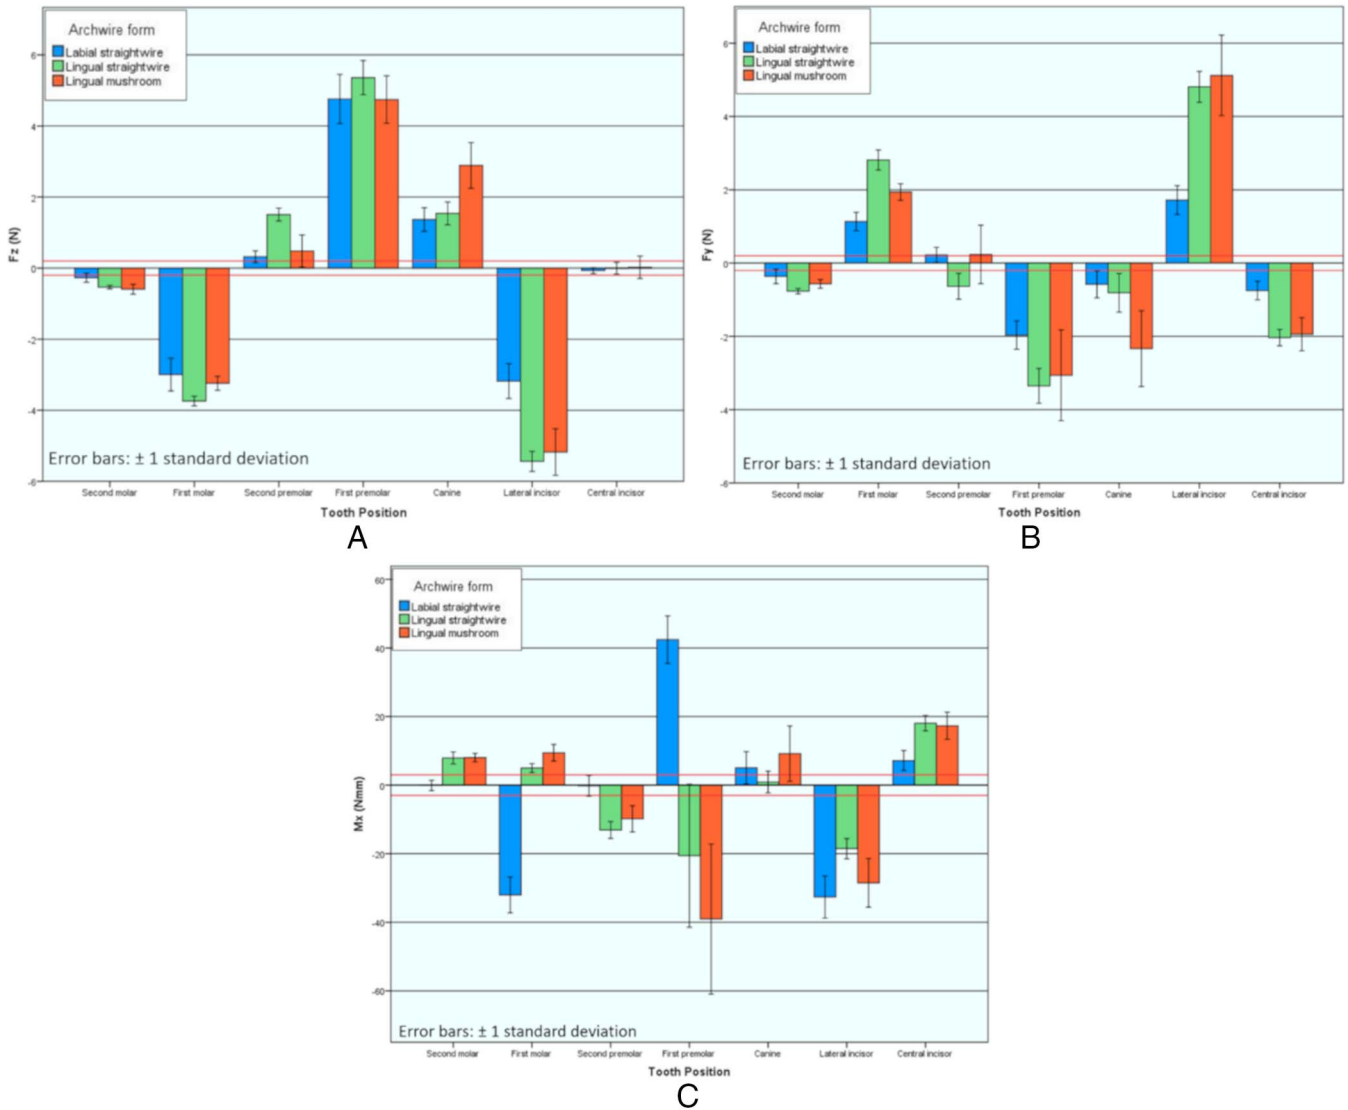 Archwire form
Labial straightwire
Lingual straightwire
Lingual mushroom
Fz (N)
6
4
2
0
-2
-4
-6
Error bars: ± 1 standard deviation
Second molar First molar Second premolar First premolar Canine Lateral incisor Central incisor
Tooth Position
A
Archwire form
Labial straightwire
Lingual straightwire
Lingual mushroom
Fy (N)
6
4
2
0
-2
-4
-6
Error bars: ± 1 standard deviation
Second molar First molar Second premolar First premolar Canine Lateral incisor Central incisor
Tooth Position
B
Archwire form
Labial straightwire
Lingual straightwire
Lingual mushroom
Mx (Nmm)
60
40
20
0
-20
-40
-60
Error bars: ± 1 standard deviation
Second molar First molar Second premolar First premolar Canine Lateral incisor Central incisor
Tooth Position
C